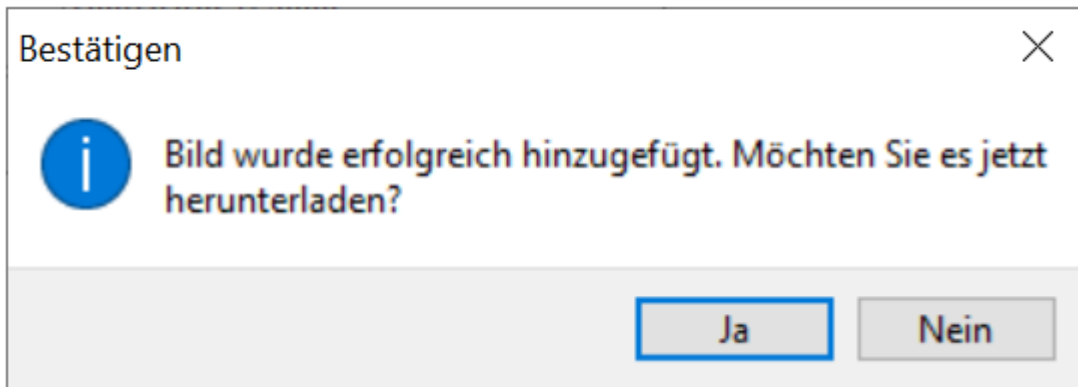 Bestätigen
Bild wurde erfolgreich hinzugefügt. Möchten Sie es jetzt
herunterladen?
Ja Nein